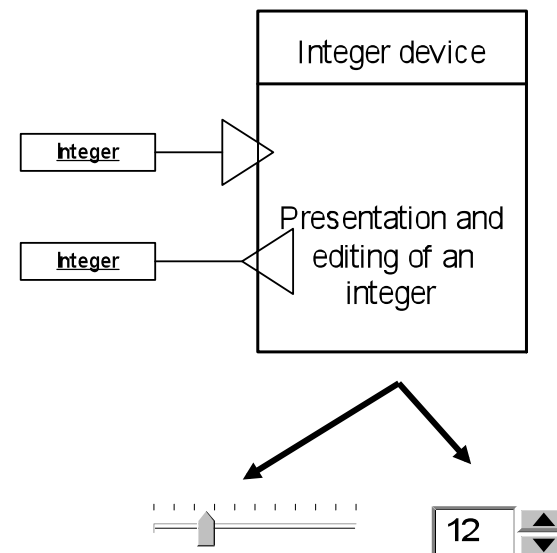 Integer device
Integer
Integer
Presentation and
editing of an
integer
12